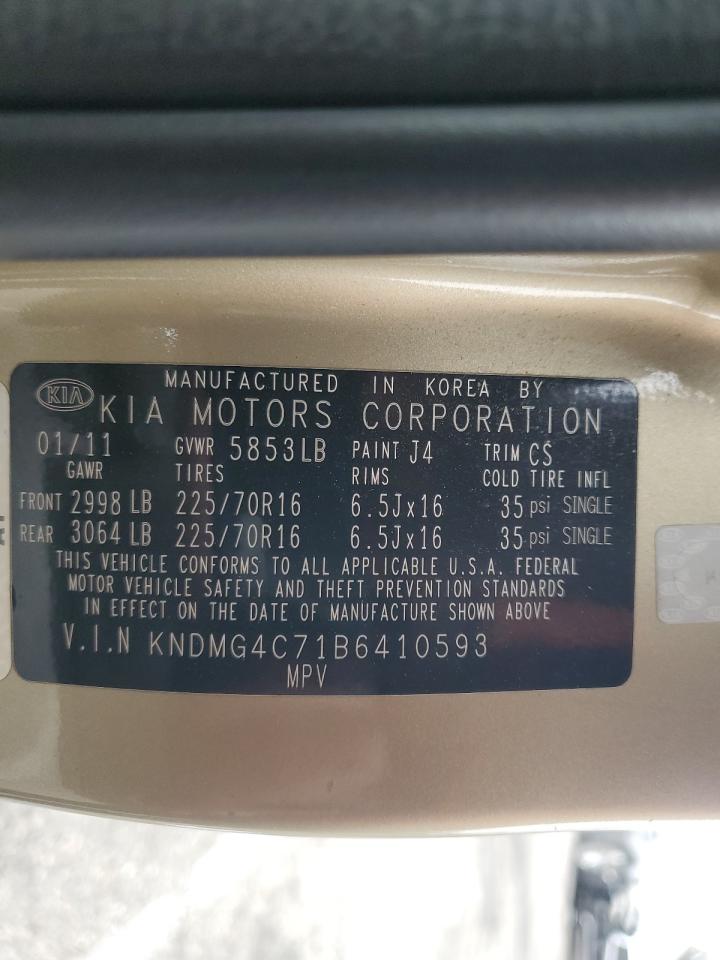 MANUFACTURED IN KOREA BY
KIA KIA MOTORS CORPORATION
01/11 GVWR 5853LB PAINT J4 TRIM CS
GAWR TIRES RIMS COLD TIRE INFL
FRONT 2998 LB 225/70R16 6.5Jx16 35 psi SINGLE
REAR 3064 LB 225/70R16 6.5Jx16 35 psi SINGLE
THIS VEHICLE CONFORMS TO ALL APPLICABLE U.S.A. FEDERAL
MOTOR VEHICLE SAFETY AND THEFT PREVENTION STANDARDS
IN EFFECT ON THE DATE OF MANUFACTURE SHOWN ABOVE
V.I.N KNDMG4C71B6410593
MPV